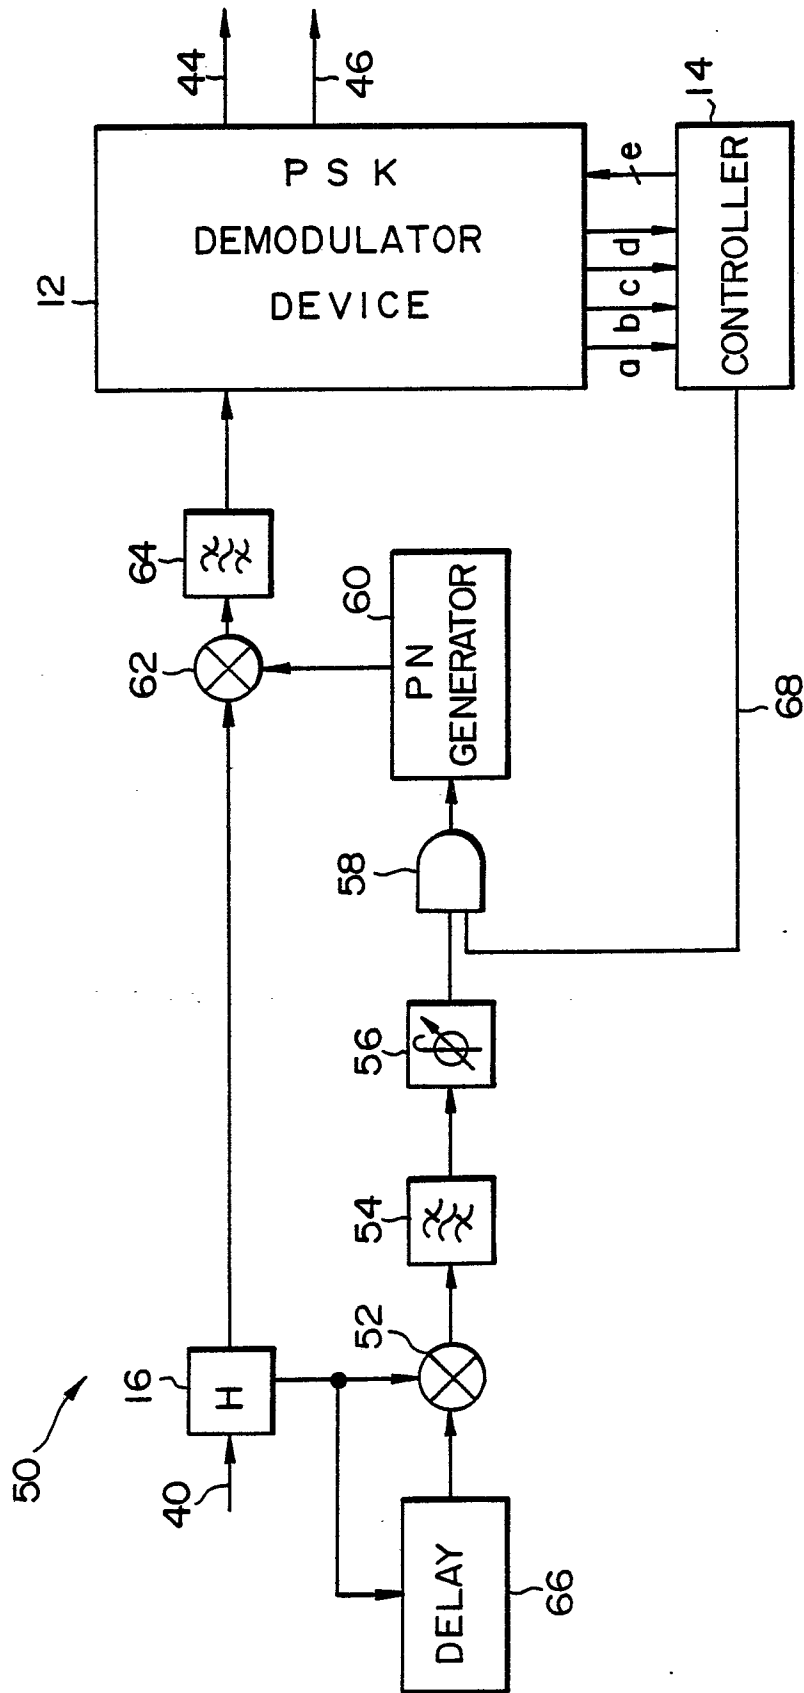 50
40
16
H
62
64
12
P S K
DEMODULATOR
DEVICE
44
46
DELAY
66
52
54
56
58
60
PN
GENERATOR
a
b
c
d
e
CONTROLLER
14
68